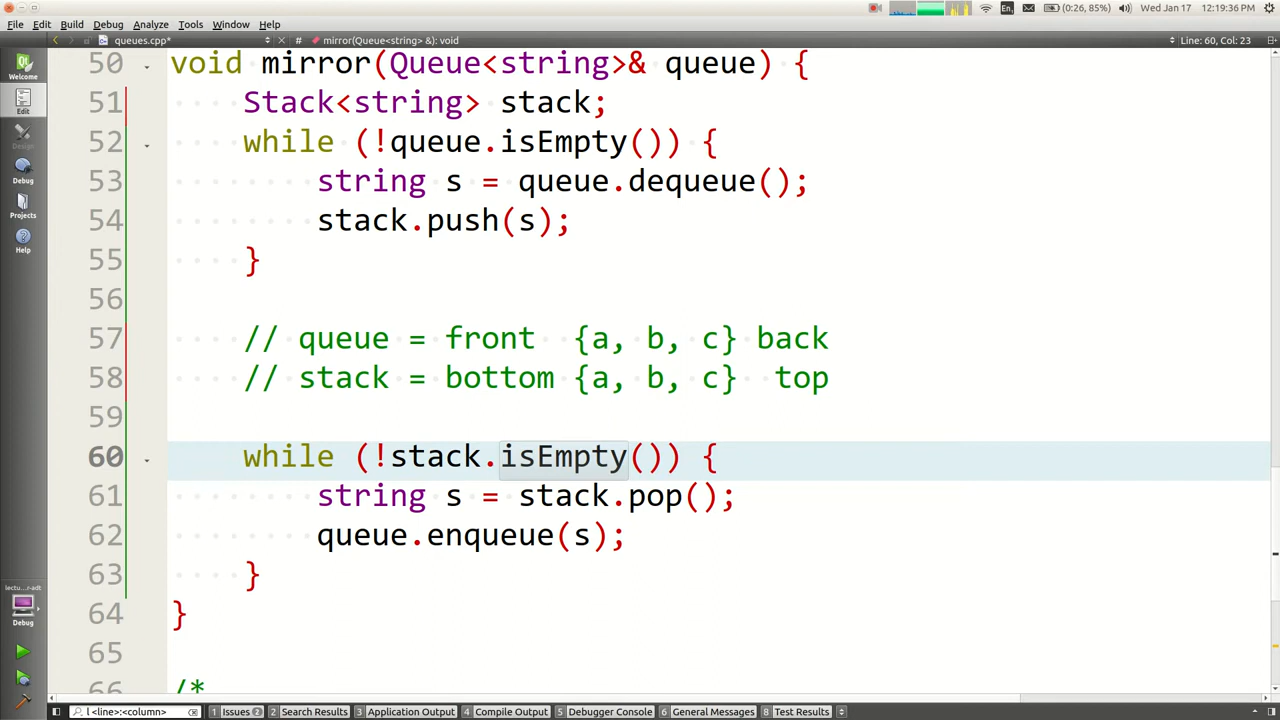 (0:26, 85%) Wed Jan 17 12:19:36 PM
En
File Edit Build Debug Analyze Tools Window Help
queues.cpp* # mirror(Queue<string> &): void Line: 60, Col: 23
Welcome
Edit
Design
Debug
Projects
Help
lectu...r-adt
Debug
50 void mirror(Queue<string>& queue) {
51 Stack<string> stack;
52 while (!queue.isEmpty()) {
53 string s = queue.dequeue();
54 stack.push(s);
55 }
56
57 // queue = front {a, b, c} back
58 // stack = bottom {a, b, c} top
59
60 while (!stack.isEmpty()) {
61 string s = stack.pop();
62 queue.enqueue(s);
63 }
64 }
65
66 /*
l <line>:<column> 1 Issues 2 2 Search Results 3 Application Output 4 Compile Output 5 Debugger Console 6 General Messages 8 Test Results